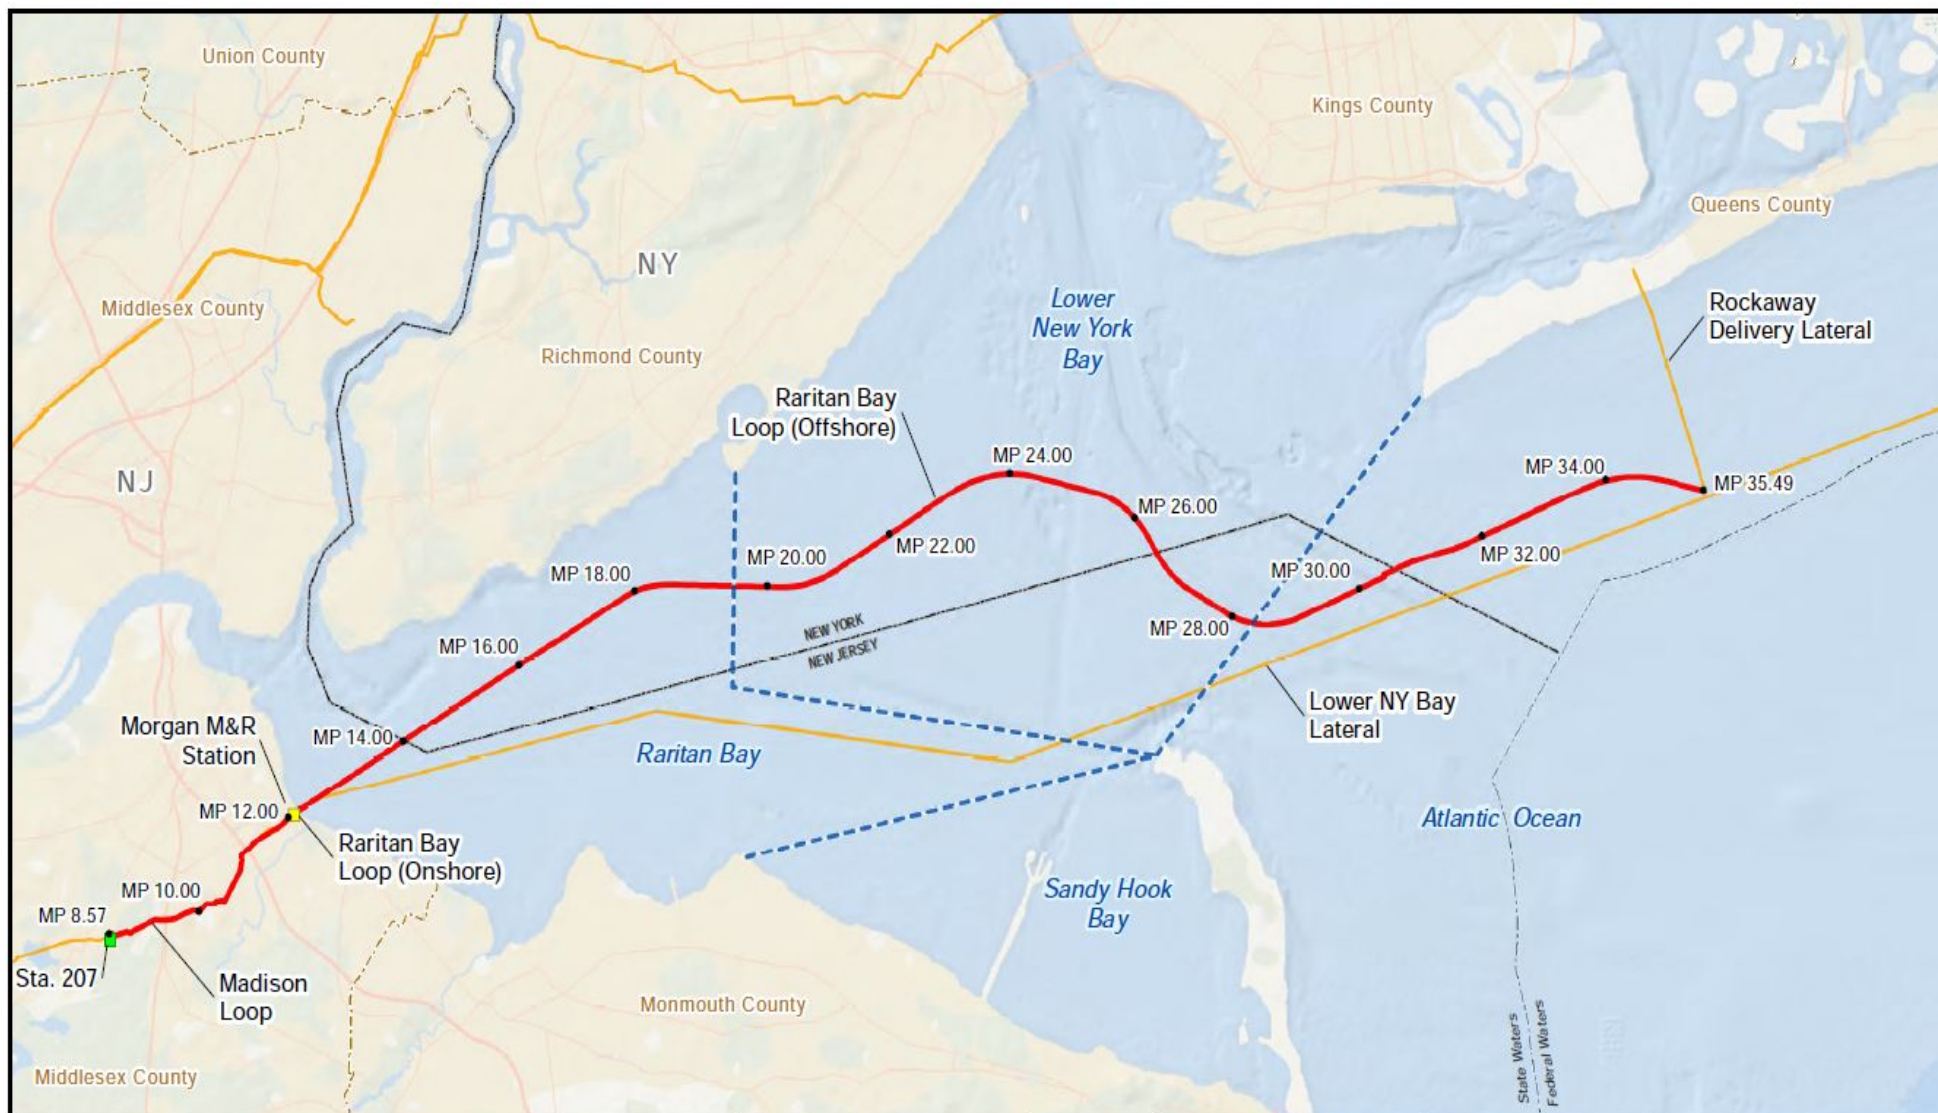 Union County
Kings County
Queens County
NY
Middlesex County
Lower
New York
Bay
Rockaway
Delivery Lateral
Richmond County
Raritan Bay
Loop (Offshore)
MP 24.00
MP 34.00
MP 35.49
NJ
MP 26.00
MP 22.00
MP 20.00
MP 18.00
MP 32.00
MP 30.00
MP 28.00
NEW YORK
NEW JERSEY
MP 16.00
Lower NY Bay
Lateral
Morgan M&R
Station
MP 14.00
Raritan Bay
MP 12.00
Atlantic Ocean
Raritan Bay
Loop (Onshore)
MP 10.00
Sandy Hook
Bay
MP 8.57
Sta. 207
Madison
Loop
Monmouth County
State Waters
Federal Waters
Middlesex County